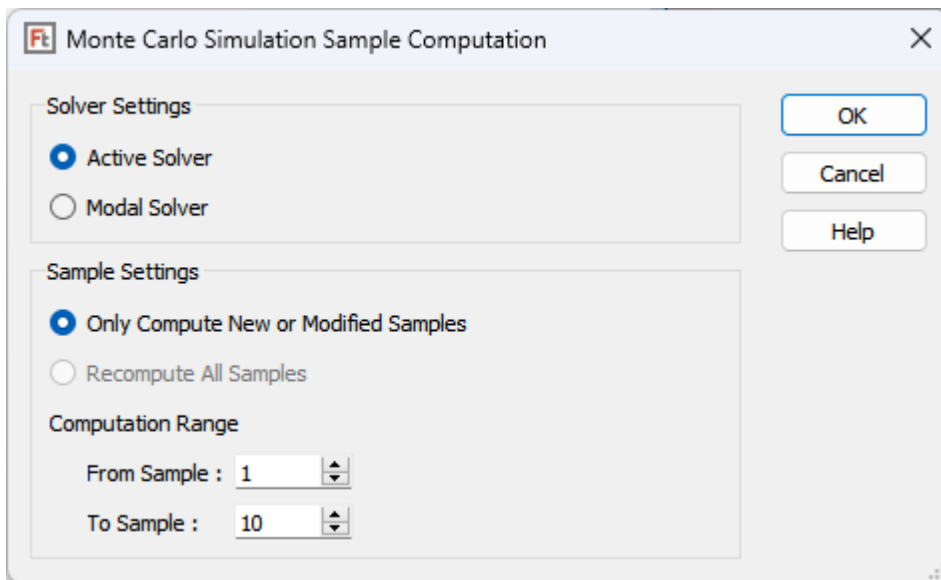 Ft Monte Carlo Simulation Sample Computation
Solver Settings
OK
Active Solver
Cancel
Modal Solver
Help
Sample Settings
Only Compute New or Modified Samples
Recompute All Samples
Computation Range
From Sample : 1
To Sample : 10